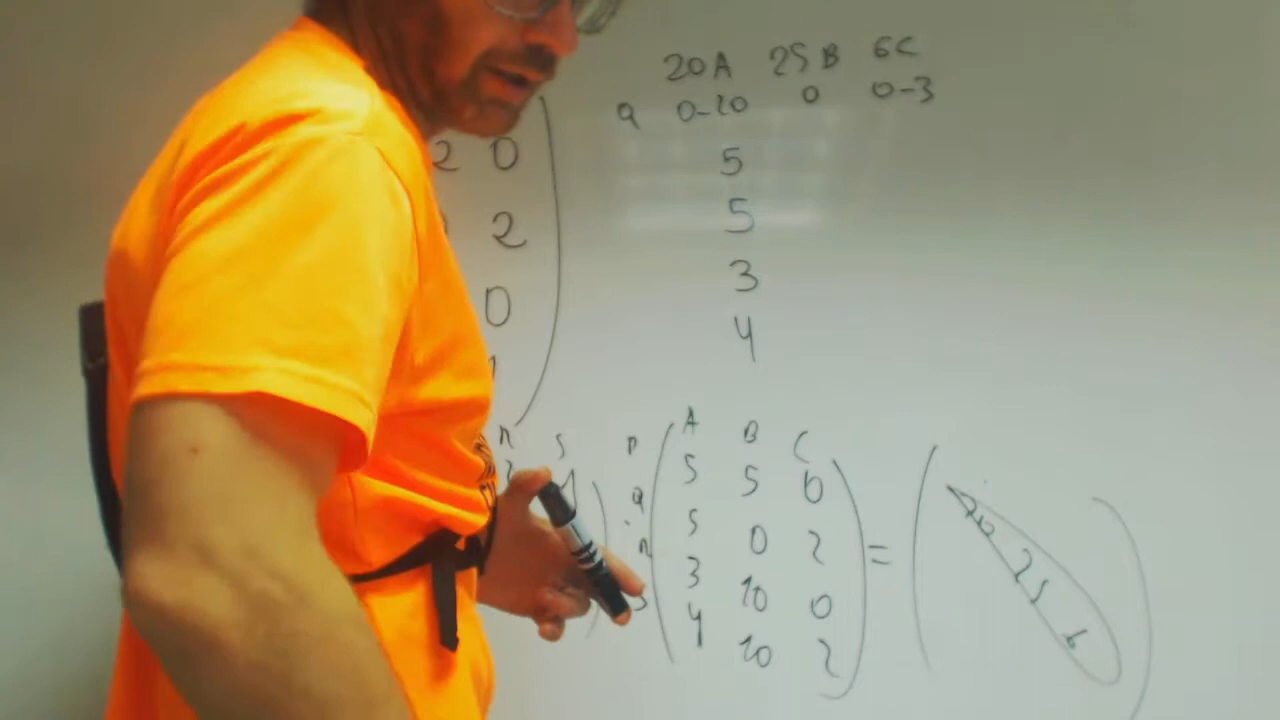 20A 25B 6C
Q 0-20 0 0-3
2 0 5
2 5
0 3
4
A B C
n S P 5 5 0
Q 5 0 2 = 20 25 6
n 3 10 0
S 4 10 2